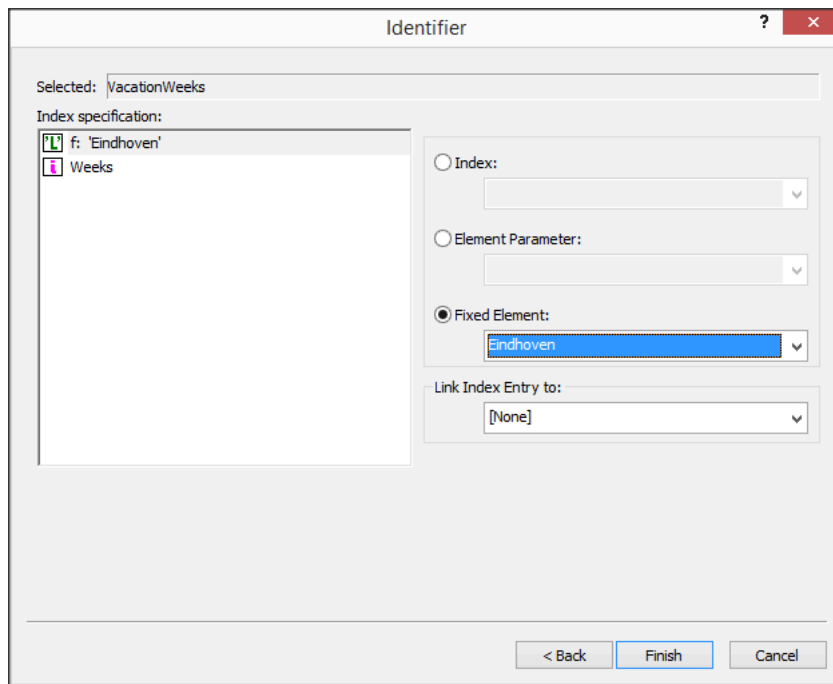 Identifier
?
Selected: VacationWeeks
Index specification:
'L' f: 'Eindhoven'
i Weeks
Index:
Element Parameter:
Fixed Element:
Eindhoven
Link Index Entry to:
[None]
< Back Finish Cancel